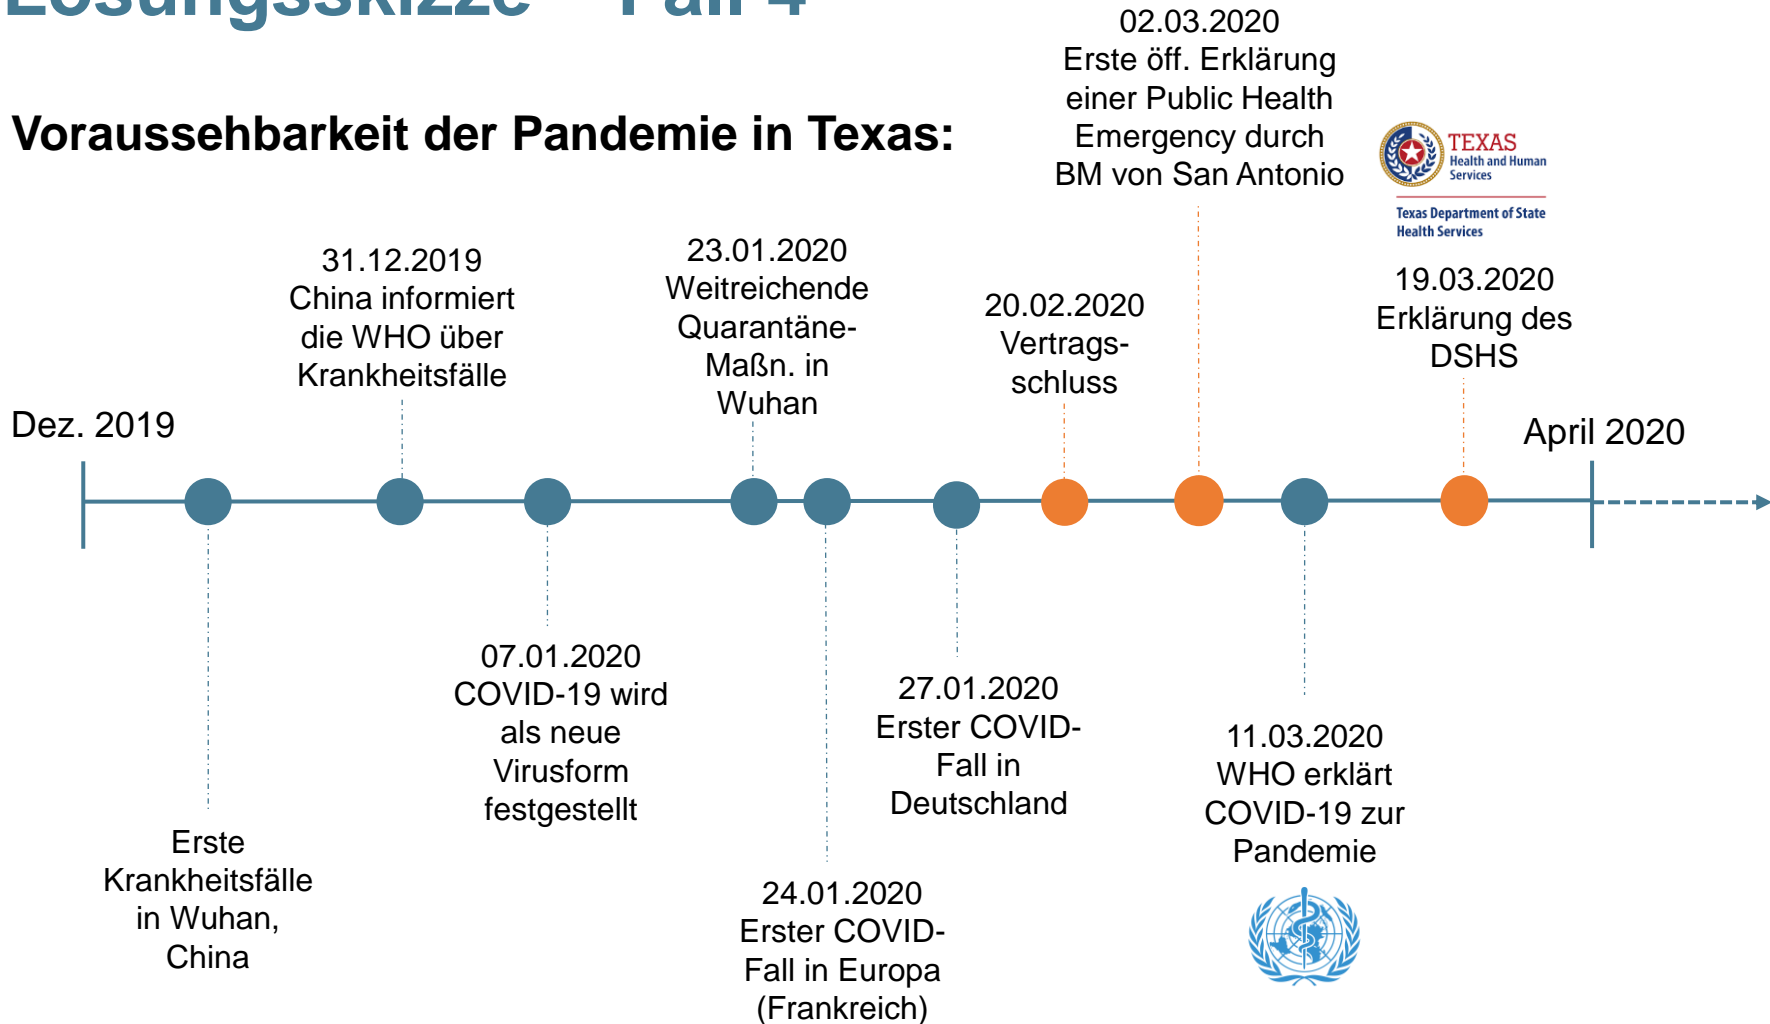 Lösungsskizze – Fall 4
Voraussehbarkeit der Pandemie in Texas:
02.03.2020
Erste öff. Erklärung
einer Public Health
Emergency durch
BM von San Antonio
TEXAS
Health and Human
Services
Texas Department of State
Health Services
31.12.2019
China informiert
die WHO über
Krankheitsfälle
23.01.2020
Weitreichende
Quarantäne-
Maßn. in
Wuhan
20.02.2020
Vertrags-
schluss
19.03.2020
Erklärung des
DSHS
Dez. 2019
April 2020
Erste
Krankheitsfälle
in Wuhan,
China
07.01.2020
COVID-19 wird
als neue
Virusform
festgestellt
24.01.2020
Erster COVID-
Fall in Europa
(Frankreich)
27.01.2020
Erster COVID-
Fall in
Deutschland
11.03.2020
WHO erklärt
COVID-19 zur
Pandemie